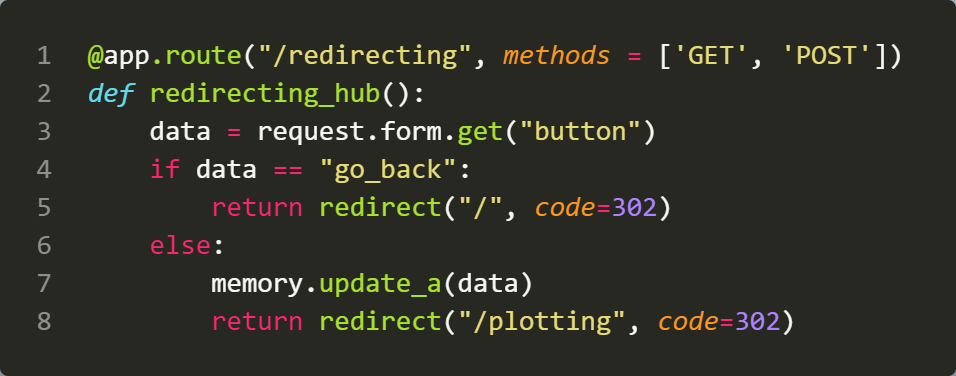 1 @app.route("/redirecting", methods = ['GET', 'POST'])
2 def redirecting_hub():
3     data = request.form.get("button")
4     if data == "go_back":
5         return redirect("/", code=302)
6     else:
7         memory.update_a(data)
8         return redirect("/plotting", code=302)